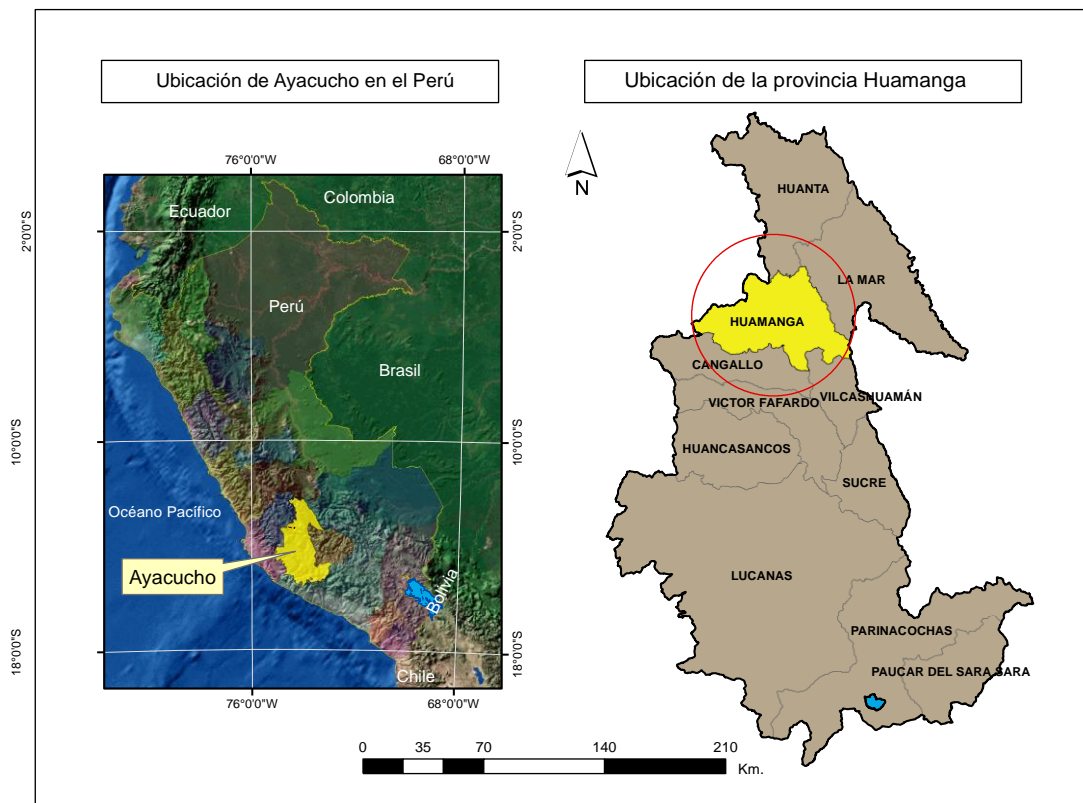 Ubicación de Ayacucho en el Perú
Ubicación de la provincia Huamanga
76°0'0"W
68°0'0"W
2°0'0"S
2°0'0"S
10°0'0"S
10°0'0"S
18°0'0"S
18°0'0"S
Ecuador
Colombia
Perú
Brasil
Océano Pacífico
Ayacucho
Bolivia
Chile
76°0'0"W
68°0'0"W
N
HUANTA
LA MAR
HUAMANGA
CANGALLO
VICTOR FAFARDO
VILCASHUAMÁN
HUANCASANCOS
SUCRE
LUCANAS
PARINACOCHAS
PAUCAR DEL SARA SARA
0 35 70 140 210
Km.